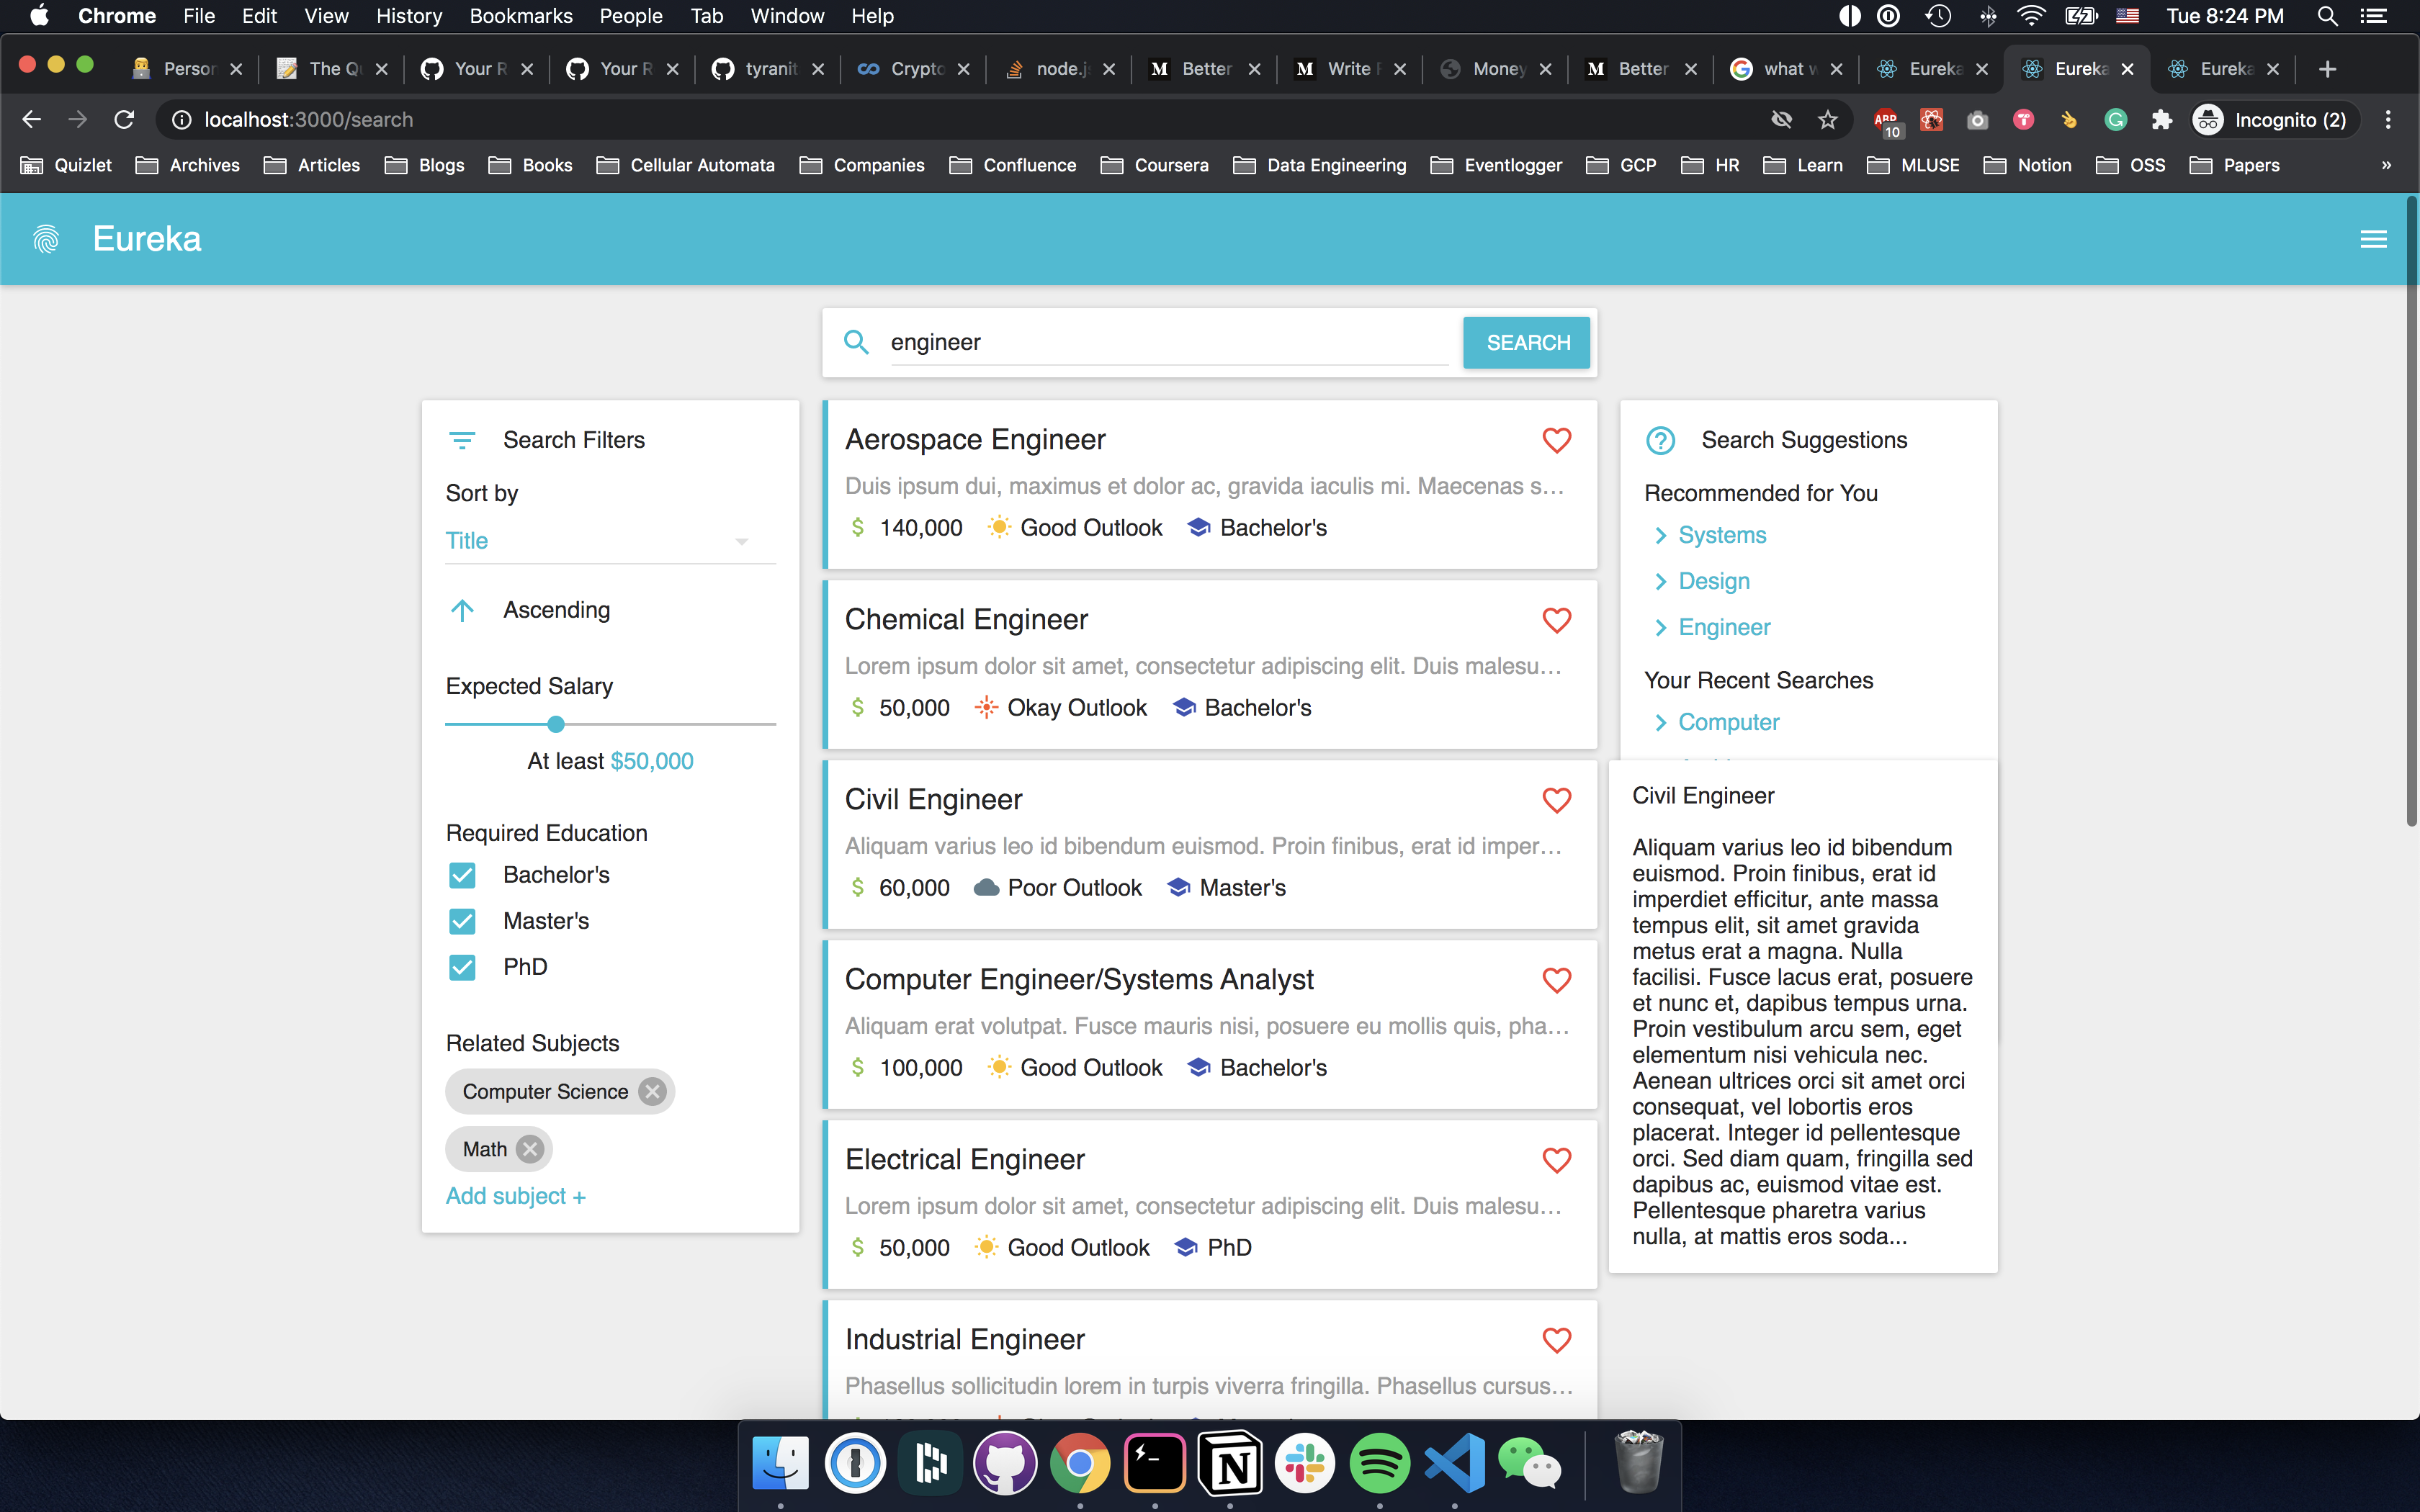 Chrome File Edit View History Bookmarks People Tab Window Help Tue 8:24 PM
Person The Qu Your R Your R tyranit Crypto node.js Better Write Money Better what Eureka Eureka Eureka
localhost:3000/search ABP 10 Incognito (2)
Quizlet Archives Articles Blogs Books Cellular Automata Companies Confluence Coursera Data Engineering Eventlogger GCP HR Learn MLUSE Notion OSS Papers »
Eureka
engineer SEARCH
Search Filters
Sort by
Title
Ascending
Expected Salary
At least $50,000
Required Education
Bachelor's
Master's
PhD
Related Subjects
Computer Science
Math
Add subject +
Aerospace Engineer
Duis ipsum dui, maximus et dolor ac, gravida iaculis mi. Maecenas s...
$ 140,000 Good Outlook Bachelor's
Chemical Engineer
Lorem ipsum dolor sit amet, consectetur adipiscing elit. Duis malesu...
$ 50,000 Okay Outlook Bachelor's
Civil Engineer
Aliquam varius leo id bibendum euismod. Proin finibus, erat id imper...
$ 60,000 Poor Outlook Master's
Computer Engineer/Systems Analyst
Aliquam erat volutpat. Fusce mauris nisi, posuere eu mollis quis, pha...
$ 100,000 Good Outlook Bachelor's
Electrical Engineer
Lorem ipsum dolor sit amet, consectetur adipiscing elit. Duis malesu...
$ 50,000 Good Outlook PhD
Industrial Engineer
Phasellus sollicitudin lorem in turpis viverra fringilla. Phasellus cursus...
Search Suggestions
Recommended for You
Systems
Design
Engineer
Your Recent Searches
Computer
Civil Engineer
Aliquam varius leo id bibendum
euismod. Proin finibus, erat id
imperdiet efficitur, ante massa
tempus elit, sit amet gravida
metus erat a magna. Nulla
facilisi. Fusce lacus erat, posuere
et nunc et, dapibus tempus urna.
Proin vestibulum arcu sem, eget
elementum nisi vehicula nec.
Aenean ultrices orci sit amet orci
consequat, vel lobortis eros
placerat. Integer id pellentesque
orci. Sed diam quam, fringilla sed
dapibus ac, euismod vitae est.
Pellentesque pharetra varius
nulla, at mattis eros soda...